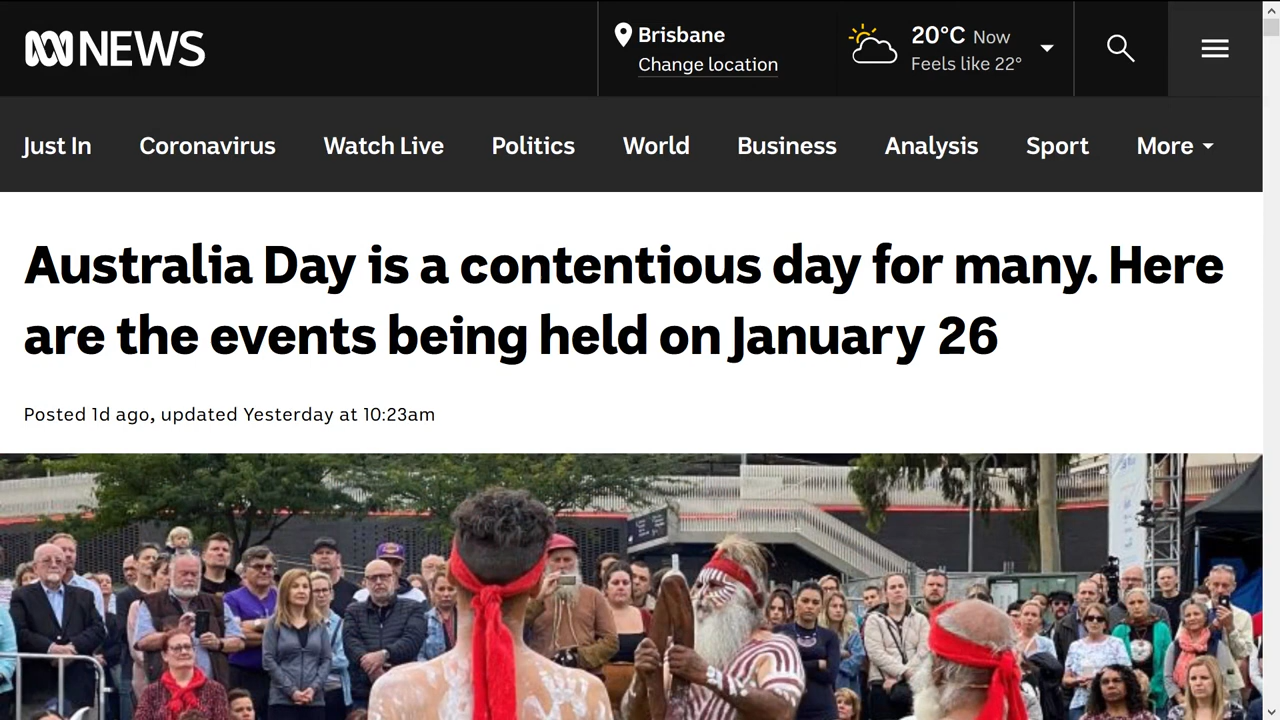 NEWS
Brisbane
Change location
20°C Now
Feels like 22°
Just In Coronavirus Watch Live Politics World Business Analysis Sport More
Australia Day is a contentious day for many. Here
are the events being held on January 26
Posted 1d ago, updated Yesterday at 10:23am